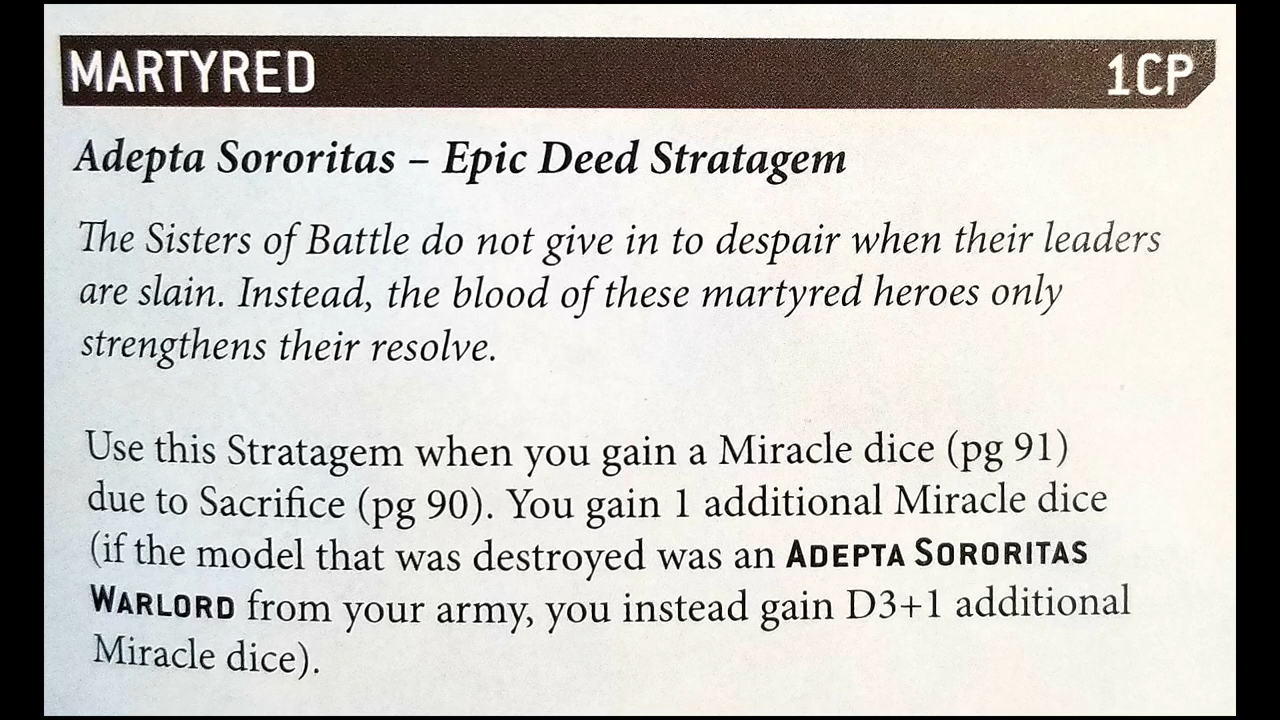 MARTYRED 1CP
Adepta Sororitas – Epic Deed Stratagem
The Sisters of Battle do not give in to despair when their leaders
are slain. Instead, the blood of these martyred heroes only
strengthens their resolve.
Use this Stratagem when you gain a Miracle dice (pg 91)
due to Sacrifice (pg 90). You gain 1 additional Miracle dice
(if the model that was destroyed was an ADEPTA SORORITAS
WARLORD from your army, you instead gain D3+1 additional
Miracle dice).